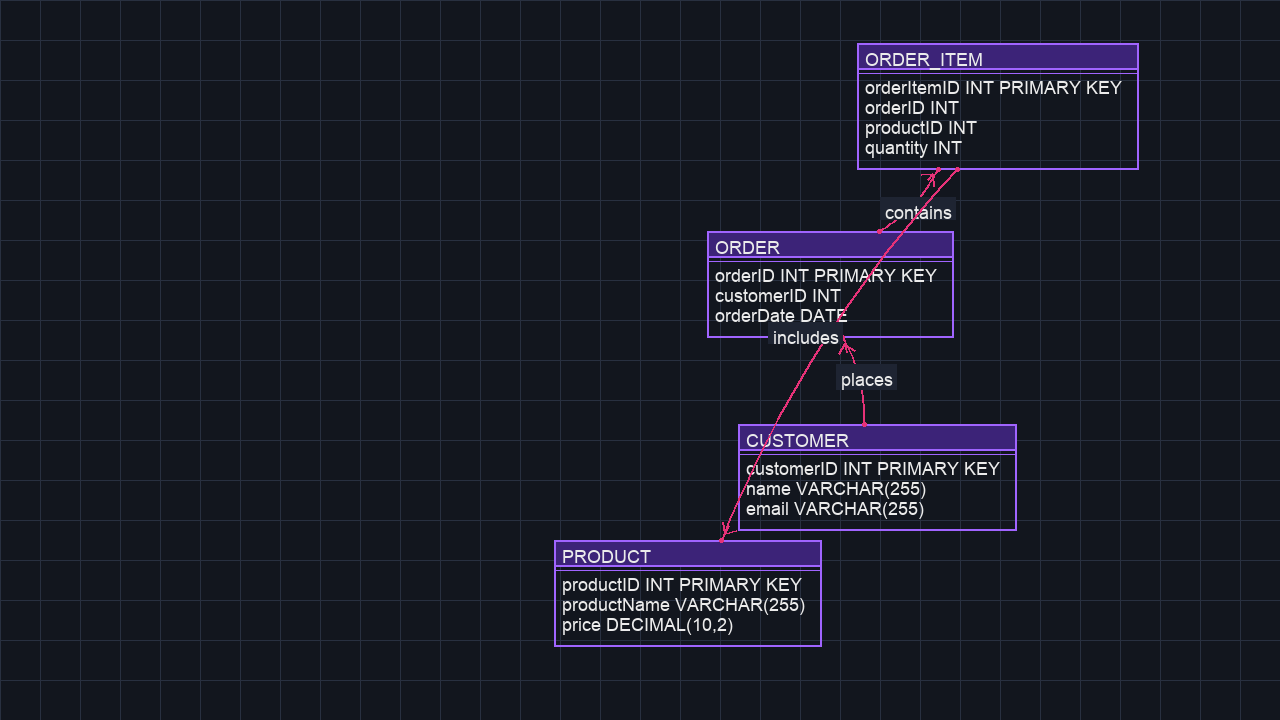 ORDER_ITEM
orderItemID INT PRIMARY KEY
orderID INT
productID INT
quantity INT
contains
ORDER
orderID INT PRIMARY KEY
customerID INT
orderDate DATE
includes
places
CUSTOMER
customerID INT PRIMARY KEY
name VARCHAR(255)
email VARCHAR(255)
PRODUCT
productID INT PRIMARY KEY
productName VARCHAR(255)
price DECIMAL(10,2)